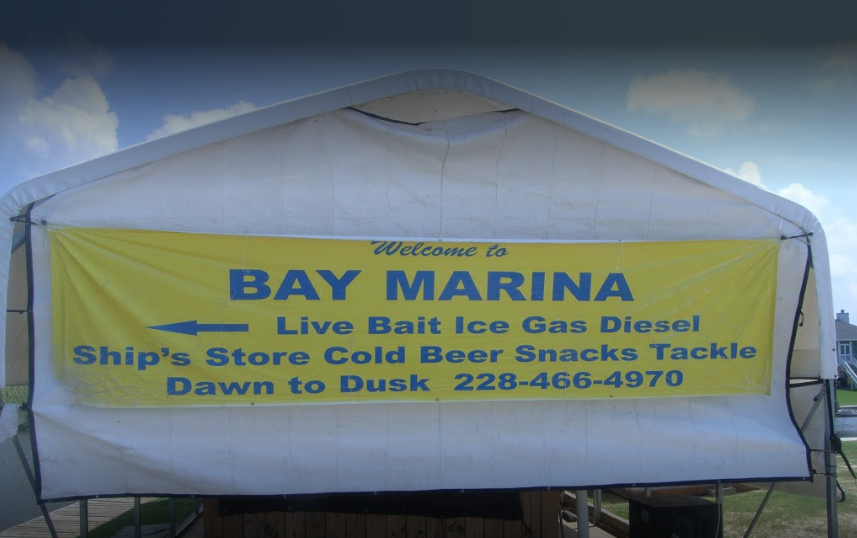 Welcome to
BAY MARINA
Live Bait Ice Gas Diesel
Ship's Store Cold Beer Snacks Tackle
Dawn to Dusk 228-466-4970